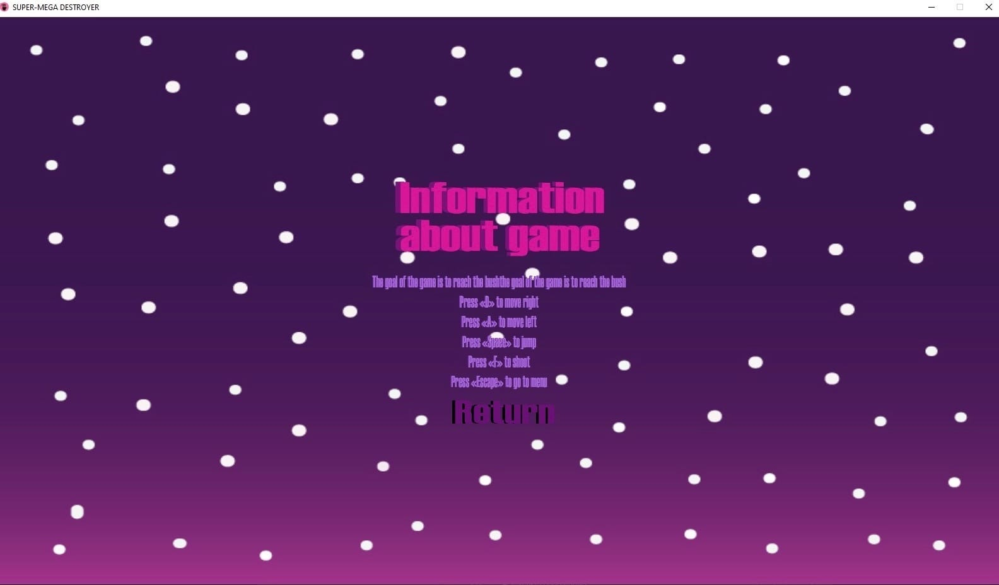 SUPER-MEGA DESTROYER
Information
about game
The goal of the game is to reach the bushthe goal of the game is to reach the bush
Press «D» to move right
Press «A» to move left
Press «Space» to jump
Press «F» to shoot
Press «Escape» to go to menu
Return